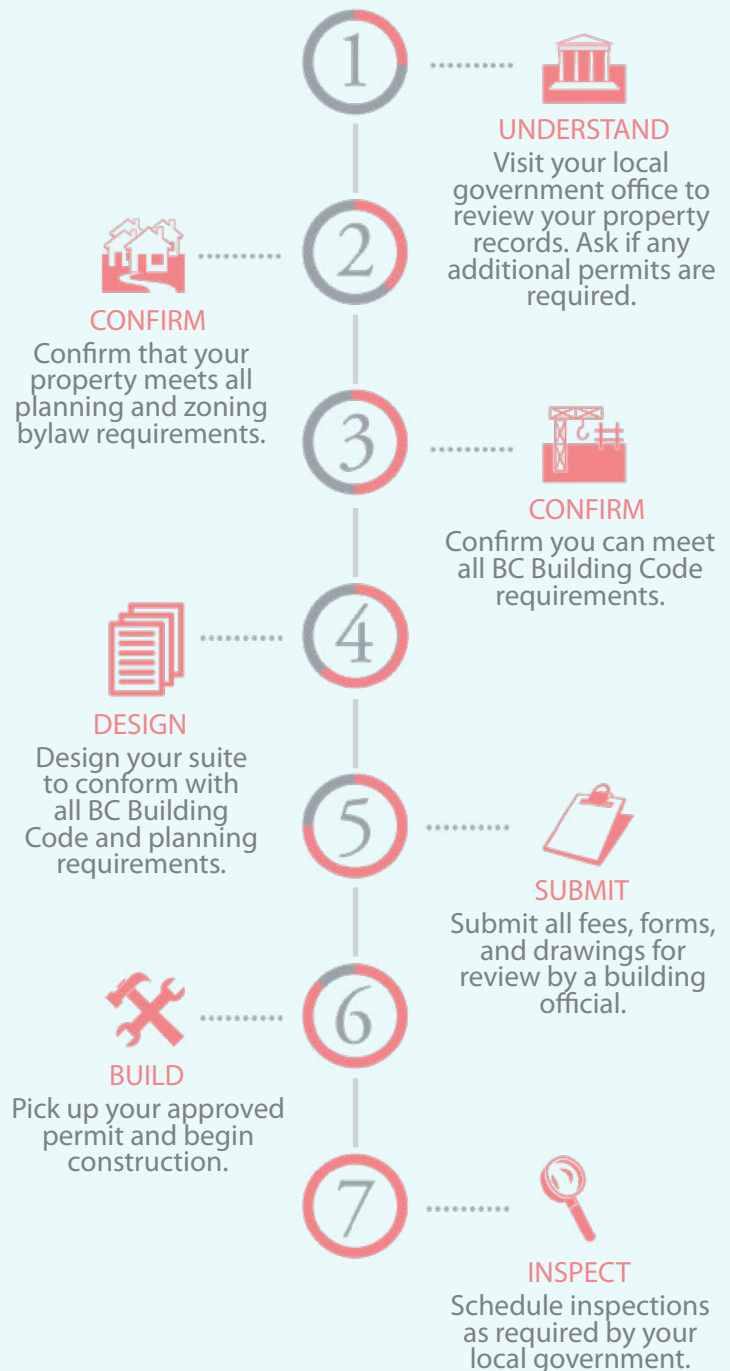 1
UNDERSTAND
Visit your local
government office to
review your property
records. Ask if any
additional permits are
required.
2
CONFIRM
Confirm that your
property meets all
planning and zoning
bylaw requirements.
3
CONFIRM
Confirm you can meet
all BC Building Code
requirements.
4
DESIGN
Design your suite
to conform with
all BC Building
Code and planning
requirements.
5
SUBMIT
Submit all fees, forms,
and drawings for
review by a building
official.
6
BUILD
Pick up your approved
permit and begin
construction.
7
INSPECT
Schedule inspections
as required by your
local government.